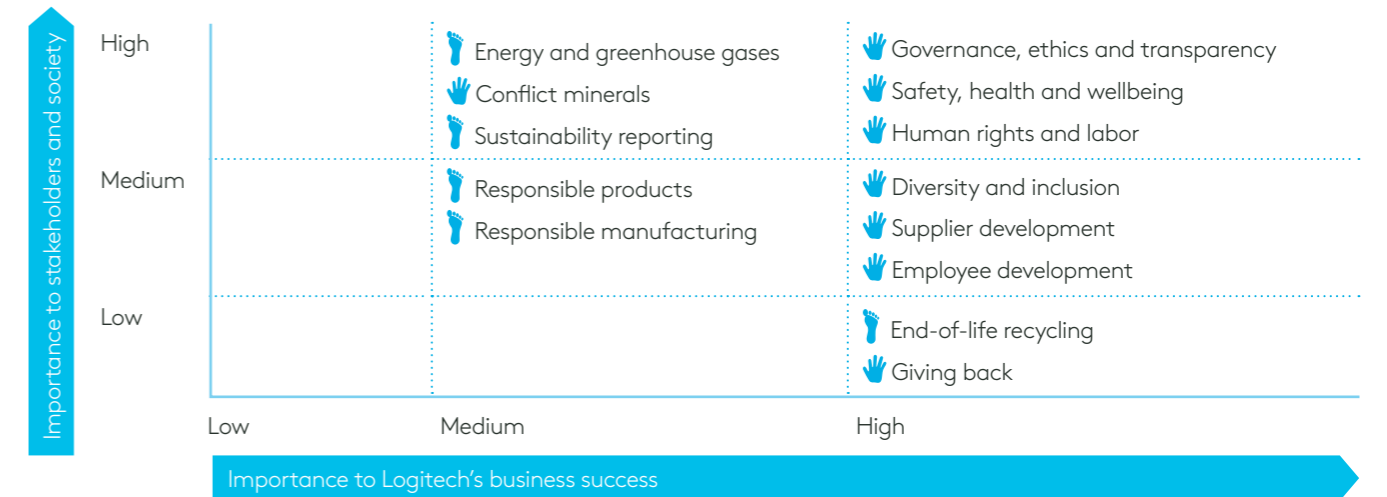 Importance to stakeholders and society
High
Energy and greenhouse gases
Conflict minerals
Sustainability reporting
Governance, ethics and transparency
Safety, health and wellbeing
Human rights and labor
Medium
Responsible products
Responsible manufacturing
Diversity and inclusion
Supplier development
Employee development
Low
End-of-life recycling
Giving back
Low
Medium
High
Importance to Logitech's business success